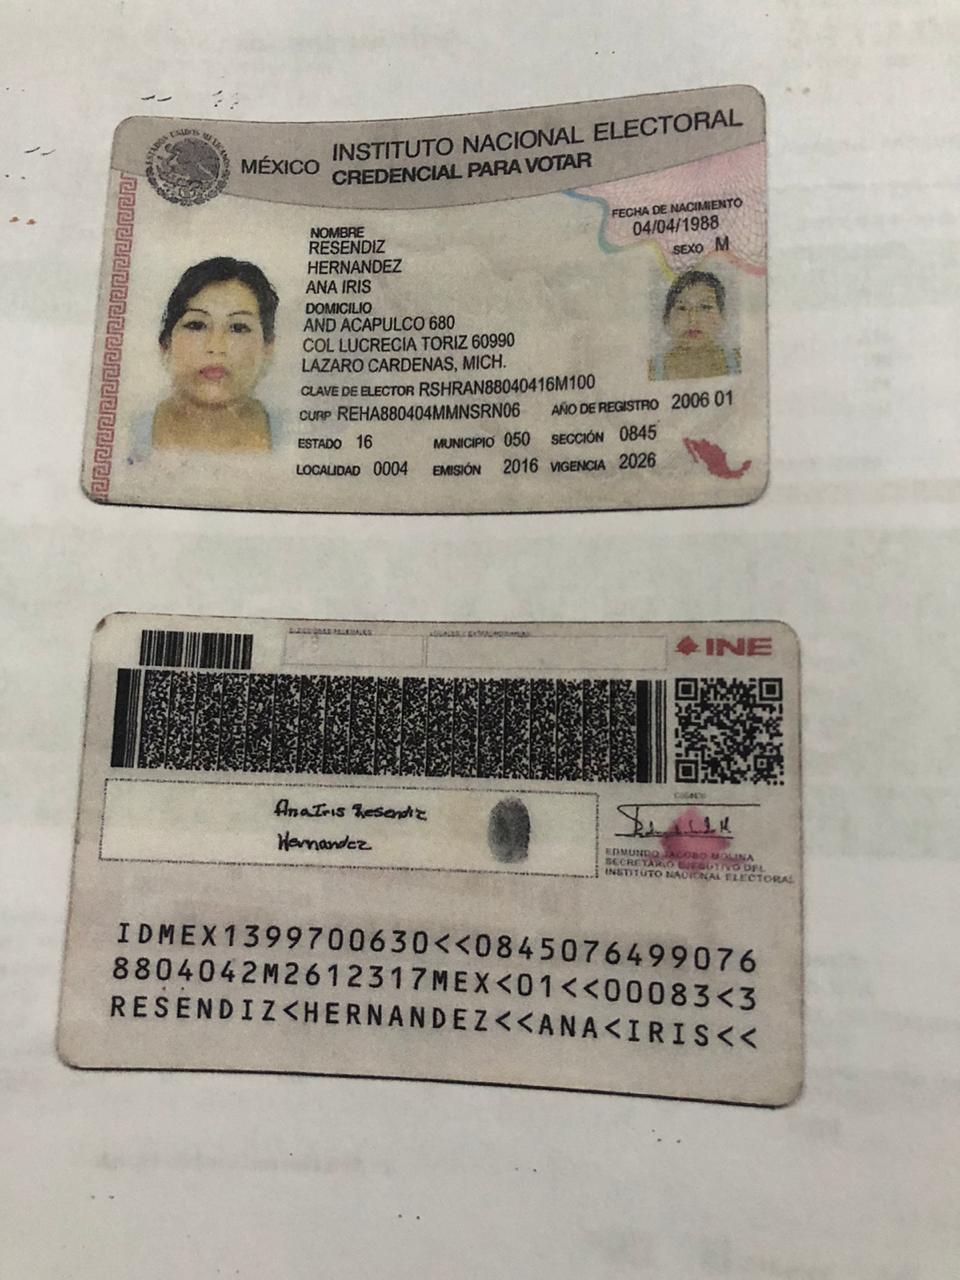 MÉXICO INSTITUTO NACIONAL ELECTORAL
CREDENCIAL PARA VOTAR
FECHA DE NACIMIENTO
04/04/1988
SEXO M
NOMBRE
RESENDIZ
HERNANDEZ
ANA IRIS
DOMICILIO
AND ACAPULCO 680
COL LUCRECIA TORIZ 60990
LAZARO CARDENAS, MICH.
CLAVE DE ELECTOR RSHRAN88040416M100
CURP REHA880404MMNSRN06 AÑO DE REGISTRO 2006 01
ESTADO 16 MUNICIPIO 050 SECCIÓN 0845
LOCALIDAD 0004 EMISIÓN 2016 VIGENCIA 2026
ELECCIONES FEDERALES LOCALES Y EXTRAORDINARIAS
INE
Ana Iris Resendiz
Hernandez
EDMUNDO JACOBO MOLINA
SECRETARIO EJECUTIVO DEL
INSTITUTO NACIONAL ELECTORAL
IDMEX1399700630<<0845076499076
8804042M2612317MEX<01<<00083<3
RESENDIZ<HERNANDEZ<<ANA<IRIS<<